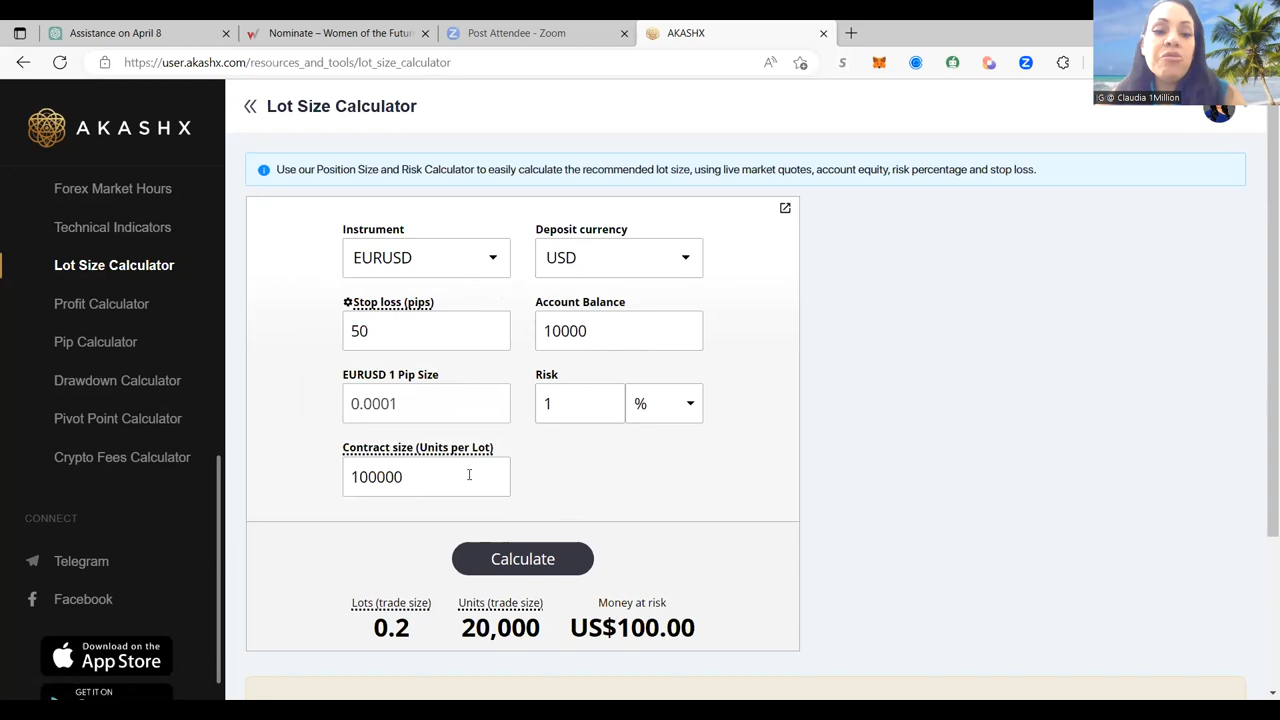 Assistance on April 8
Nominate – Women of the Futur
Post Attendee - Zoom
AKASHX
https://user.akashx.com/resources_and_tools/lot_size_calculator
IG @ Claudia 1Million
AKASHX
Forex Market Hours
Technical Indicators
Lot Size Calculator
Profit Calculator
Pip Calculator
Drawdown Calculator
Pivot Point Calculator
Crypto Fees Calculator
CONNECT
Telegram
Facebook
Download on the
App Store
GET IT ON
Lot Size Calculator
Use our Position Size and Risk Calculator to easily calculate the recommended lot size, using live market quotes, account equity, risk percentage and stop loss.
Instrument
Deposit currency
EURUSD
USD
Stop loss (pips)
Account Balance
50
10000
EURUSD 1 Pip Size
Risk
0.0001
1
%
Contract size (Units per Lot)
100000
Calculate
Lots (trade size)
Units (trade size)
Money at risk
0.2
20,000
US$100.00